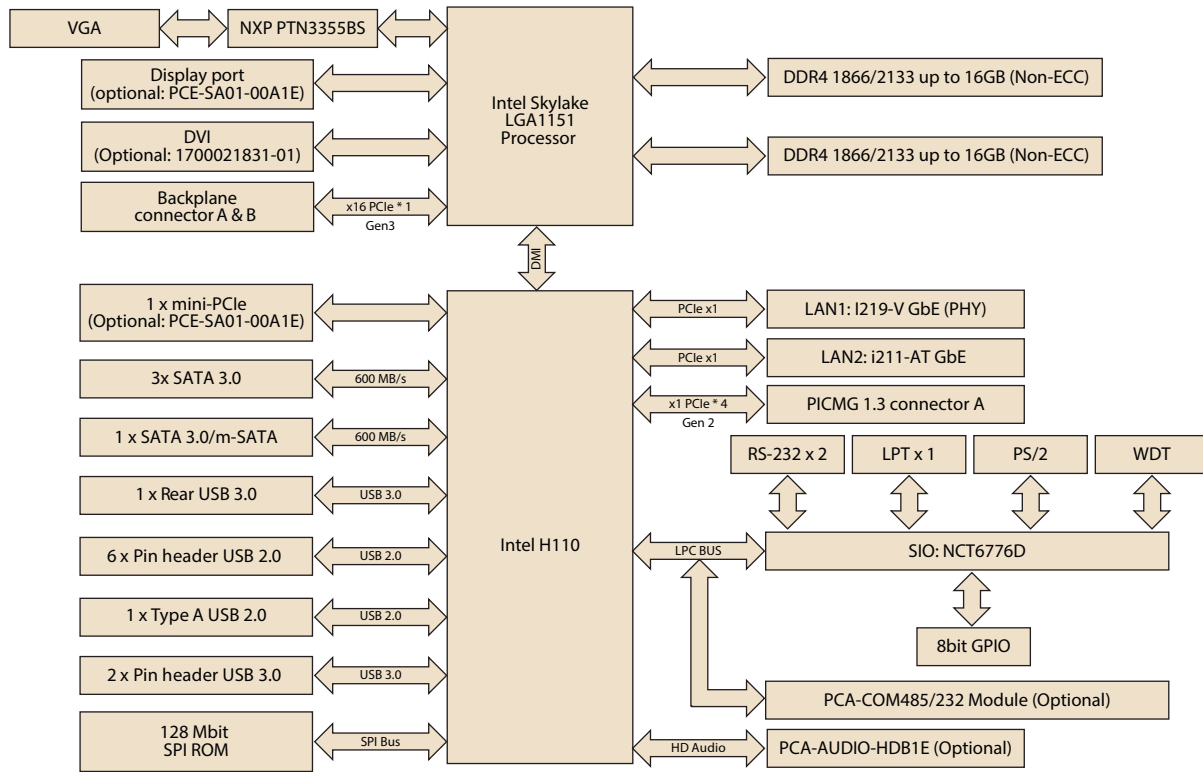 VGA
NXP PTN3355BS
Display port
(optional: PCE-SA01-00A1E)
DVI
(Optional: 1700021831-01)
Backplane
connector A & B
x16 PCIe * 1
Gen3
Intel Skylake
LGA1151
Processor
DDR4 1866/2133 up to 16GB (Non-ECC)
DDR4 1866/2133 up to 16GB (Non-ECC)
DMI
1 x mini-PCIe
(Optional: PCE-SA01-00A1E)
3x SATA 3.0
600 MB/s
1 x SATA 3.0/m-SATA
600 MB/s
1 x Rear USB 3.0
USB 3.0
6 x Pin header USB 2.0
USB 2.0
1 x Type A USB 2.0
USB 2.0
2 x Pin header USB 3.0
USB 3.0
128 Mbit
SPI ROM
SPI Bus
Intel H110
PCIe x1
LAN1: I219-V GbE (PHY)
PCIe x1
LAN2: i211-AT GbE
x1 PCIe * 4
Gen 2
PICMG 1.3 connector A
RS-232 x 2
LPT x 1
PS/2
WDT
LPC BUS
SIO: NCT6776D
8bit GPIO
PCA-COM485/232 Module (Optional)
HD Audio
PCA-AUDIO-HDB1E (Optional)